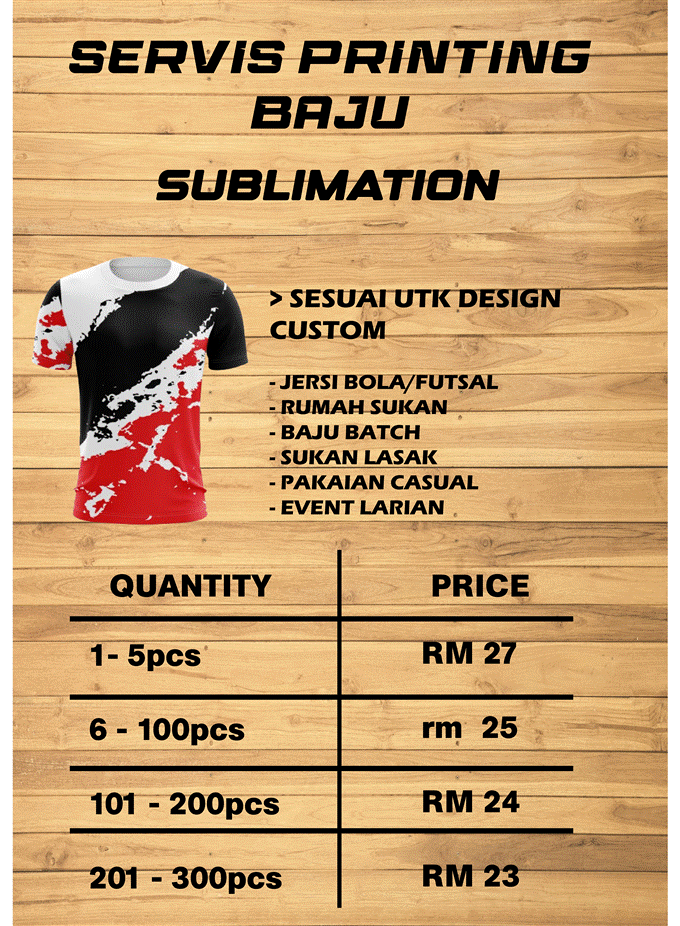 SERVIS PRINTING
BAJU
SUBLIMATION
> SESUAI UTK DESIGN
CUSTOM
- JERSI BOLA/FUTSAL
- RUMAH SUKAN
- BAJU BATCH
- SUKAN LASAK
- PAKAIAN CASUAL
- EVENT LARIAN
QUANTITY PRICE
1- 5pcs RM 27
6 - 100pcs rm 25
101 - 200pcs RM 24
201 - 300pcs RM 23